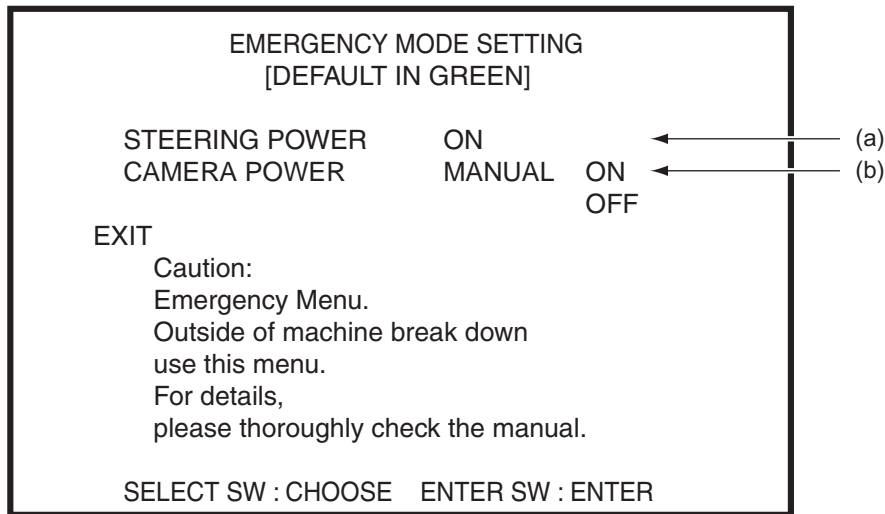 EMERGENCY MODE SETTING
[DEFAULT IN GREEN]
STEERING POWER ON (a)
CAMERA POWER MANUAL ON (b)
OFF
EXIT
Caution:
Emergency Menu.
Outside of machine break down
use this menu.
For details,
please thoroughly check the manual.
SELECT SW : CHOOSE ENTER SW : ENTER